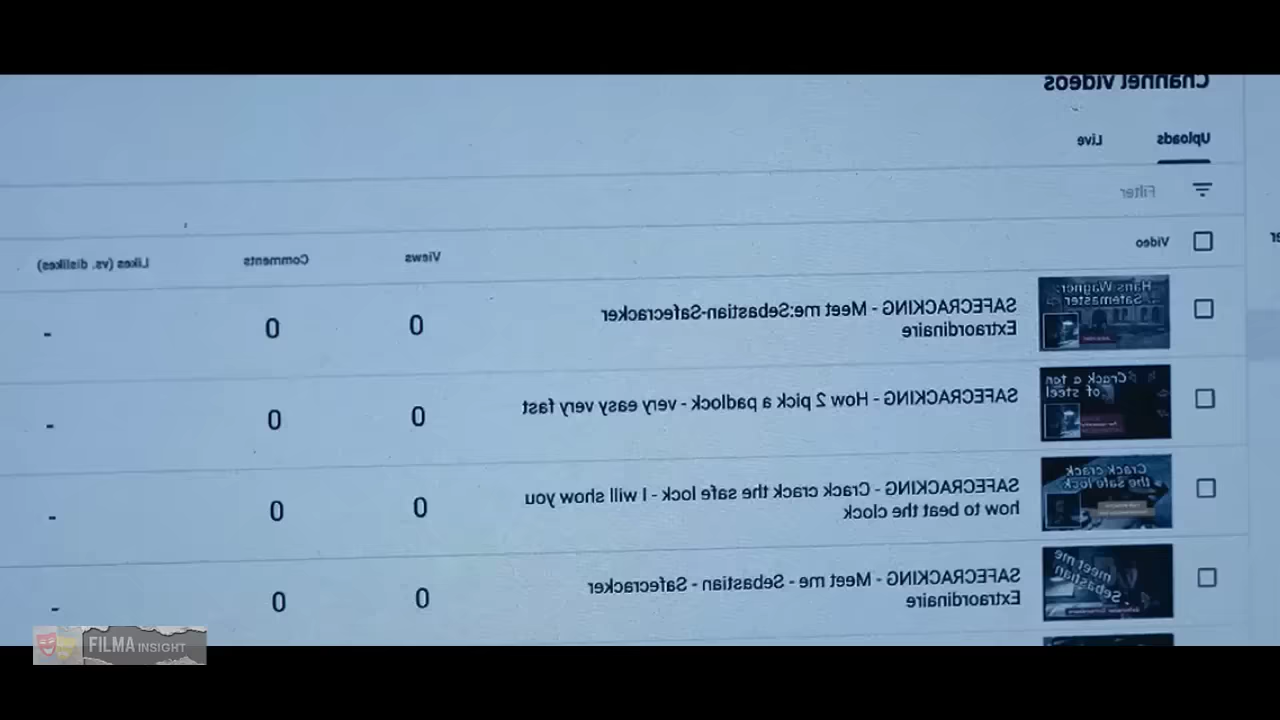 Channel videos
Uploads
Live
Filter
Video
Views
Comments
Likes (vs. dislikes)
Hans Wagner:
Safemaster
SAFECRACKING - Meet me:Sebastian-Safecracker
Extraordinaire
0
0
-
Crack a ton
of steel
SAFECRACKING - How 2 pick a padlock - very easy very fast
0
0
-
Crack crack
the safe lock
SAFECRACKING - Crack crack the safe lock - I will show you
how to beat the clock
0
0
-
meet me
Sebastian
SAFECRACKING - Meet me - Sebastian - Safecracker
Extraordinaire
0
0
-
FILMA INSIGHT